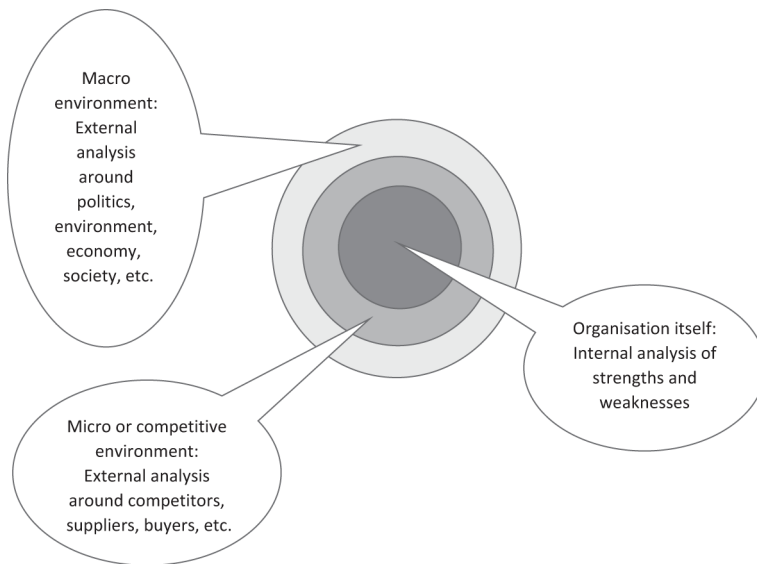 Macro
environment:
External
analysis
around
politics,
environment,
economy,
society, etc.
Organisation itself:
Internal analysis of
strengths and
weaknesses
Micro or competitive
environment:
External analysis
around competitors,
suppliers, buyers, etc.